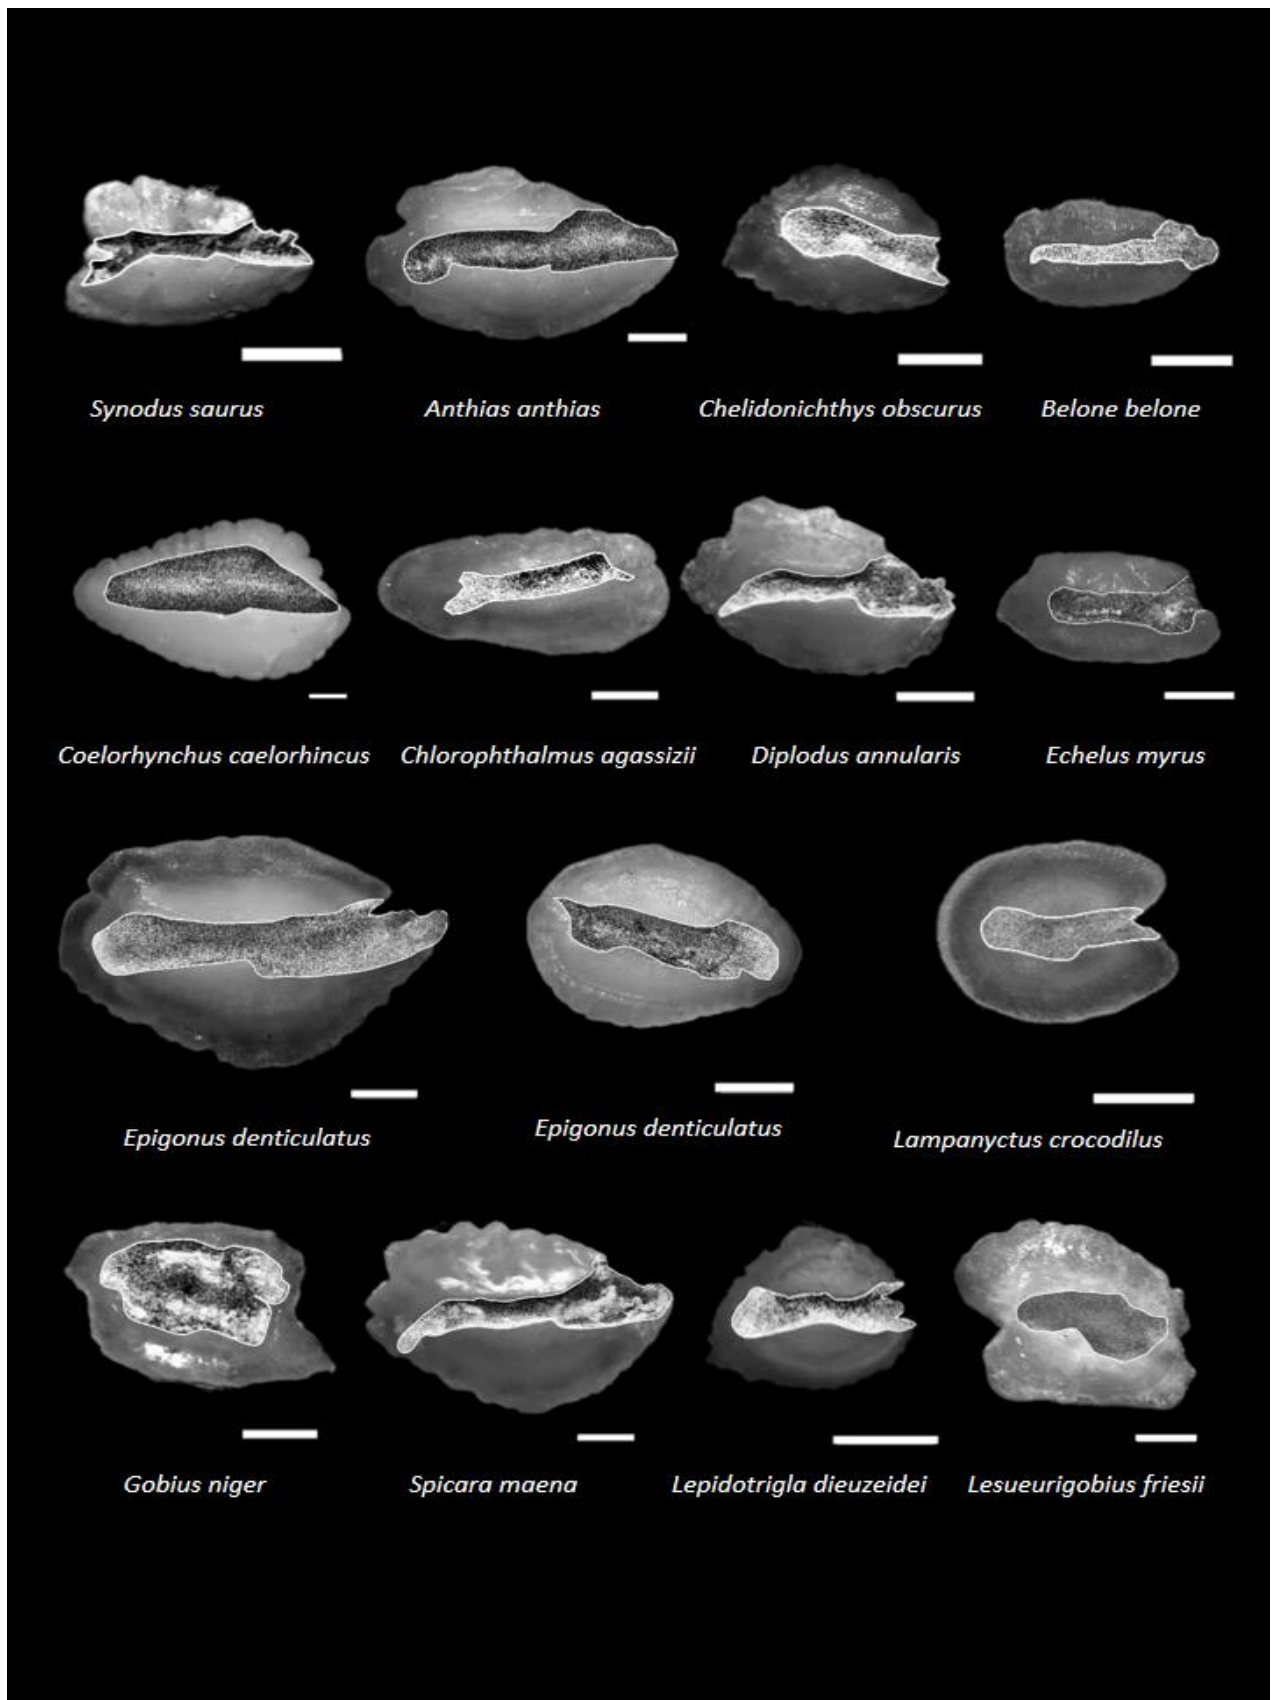 Synodus saurus
Anthias anthias
Chelidonichthys obscurus
Belone belone
Coelorhynchus caelorhincus
Chlorophthalmus agassizii
Diplodus annularis
Echelus myrus
Epigonus denticulatus
Epigonus denticulatus
Lampanyctus crocodilus
Gobius niger
Spicara maena
Lepidotrigla dieuzeidei
Lesueurigobius friesii